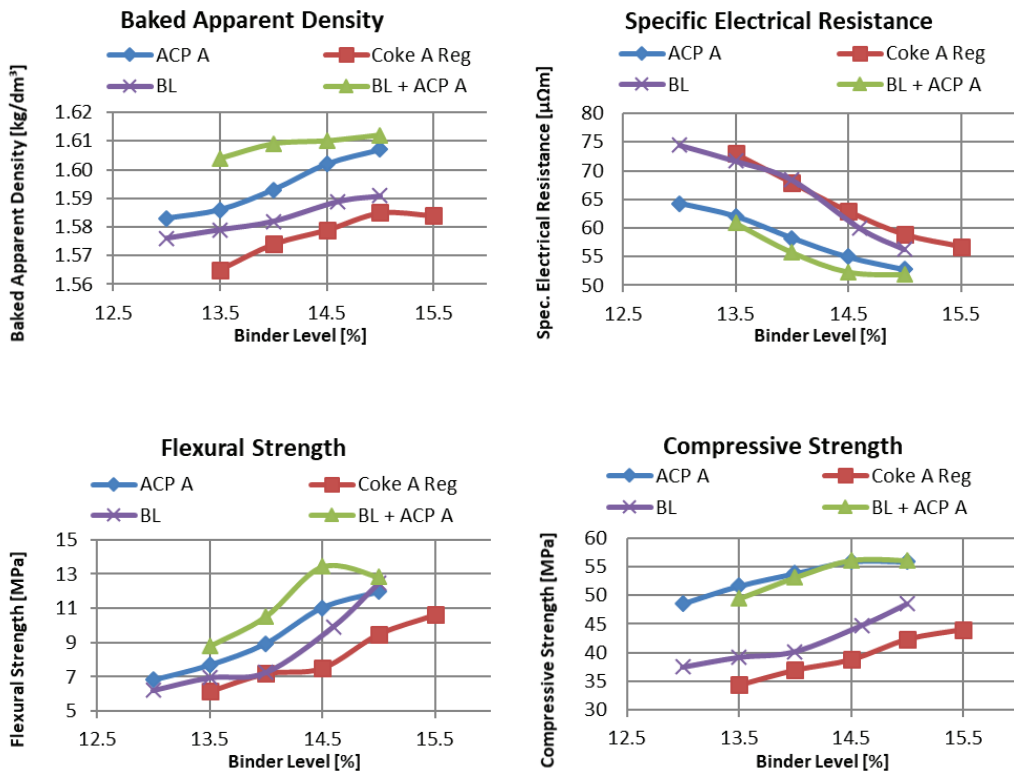 Baked Apparent Density
ACP A
Coke A Reg
BL
BL + ACP A
Baked Apparent Density [kg/dm³]
1.62
1.61
1.60
1.59
1.58
1.57
1.56
12.5 13.5 14.5 15.5
Binder Level [%]
Specific Electrical Resistance
ACP A
Coke A Reg
BL
BL + ACP A
Spec. Electrical Resistance [µΩm]
80
75
70
65
60
55
50
12.5 13.5 14.5 15.5
Binder Level [%]
Flexural Strength
ACP A
Coke A Reg
BL
BL + ACP A
Flexural Strength [MPa]
15
13
11
9
7
5
12.5 13.5 14.5 15.5
Binder Level [%]
Compressive Strength
ACP A
Coke A Reg
BL
BL + ACP A
Compressive Strength [MPa]
60
55
50
45
40
35
30
12.5 13.5 14.5 15.5
Binder Level [%]